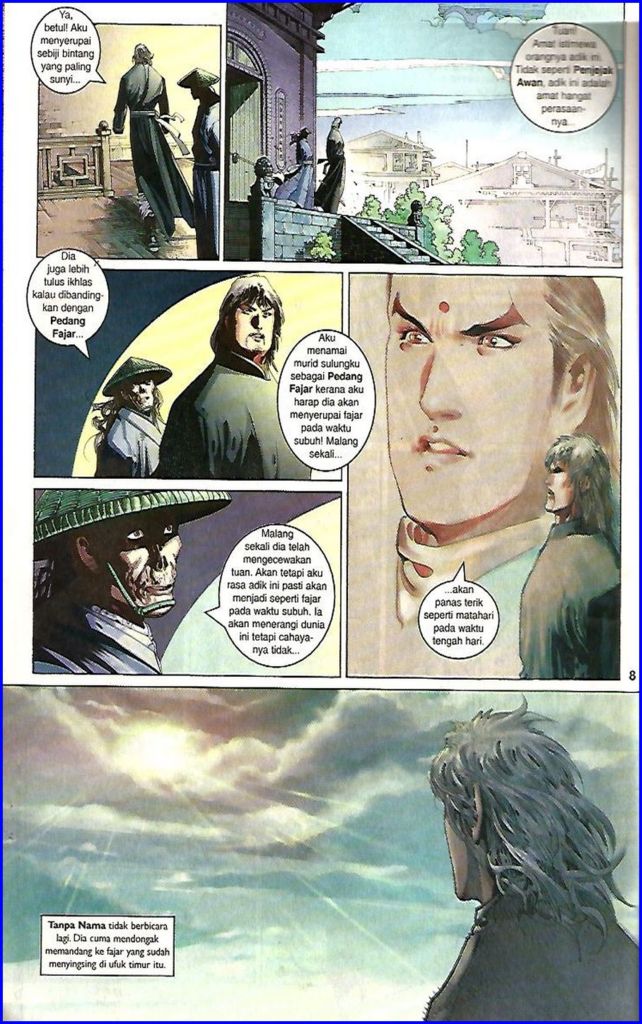 Ya,
betul! Aku
menyerupai
sebiji bintang
yang paling
sunyi...
Tuan!
Amat istimewa
orangnya adik ini.
Tidak seperti Penjejak
Awan, adik ini adalah
amat hangat
perasaan-
nya...
Dia
juga lebih
tulus ikhlas
kalau dibanding-
kan dengan
Pedang
Fajar...
Aku
menamai
murid sulungku
sebagai Pedang
Fajar kerana aku
harap dia akan
menyerupai fajar
pada waktu
subuh! Malang
sekali...
Malang
sekali dia telah
mengecewakan
tuan. Akan tetapi aku
rasa adik ini pasti akan
menjadi seperti fajar
pada waktu subuh. Ia
akan menerangi dunia
ini tetapi cahaya-
nya tidak...
...akan
panas terik
seperti matahari
pada waktu
tengah hari.
8
Tanpa Nama tidak berbicara
lagi. Dia cuma mendongak
memandang ke fajar yang sudah
menyingsing di ufuk timur itu.